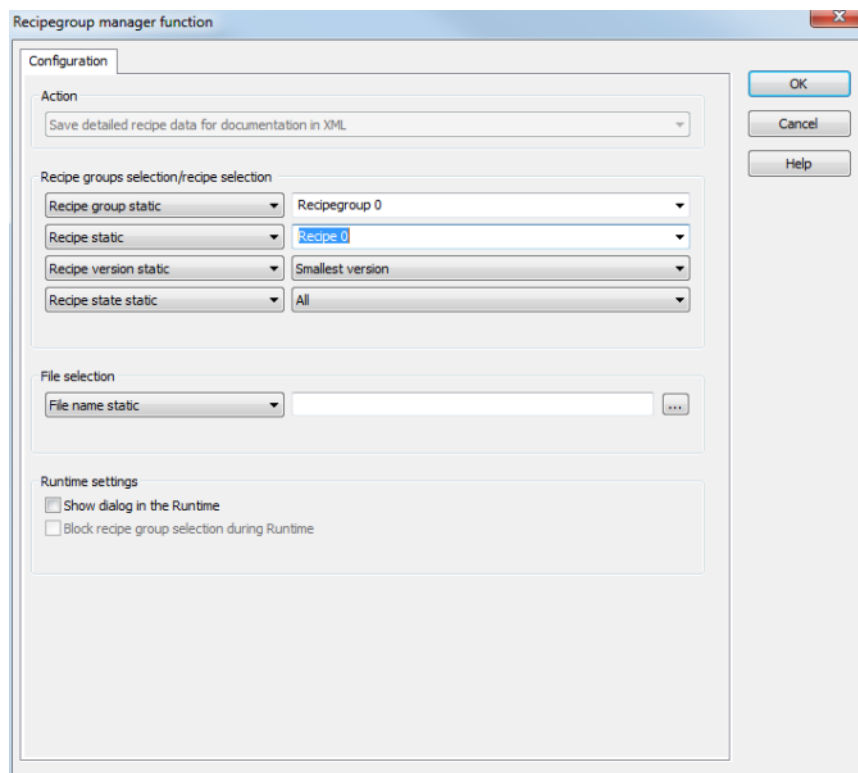 Recipegroup manager function
Configuration
OK
Action
Save detailed recipe data for documentation in XML
Cancel
Help
Recipe groups selection/recipe selection
Recipe group static Recipegroup 0
Recipe static Recipe 0
Recipe version static Smallest version
Recipe state static All
File selection
File name static ...
Runtime settings
Show dialog in the Runtime
Block recipe group selection during Runtime